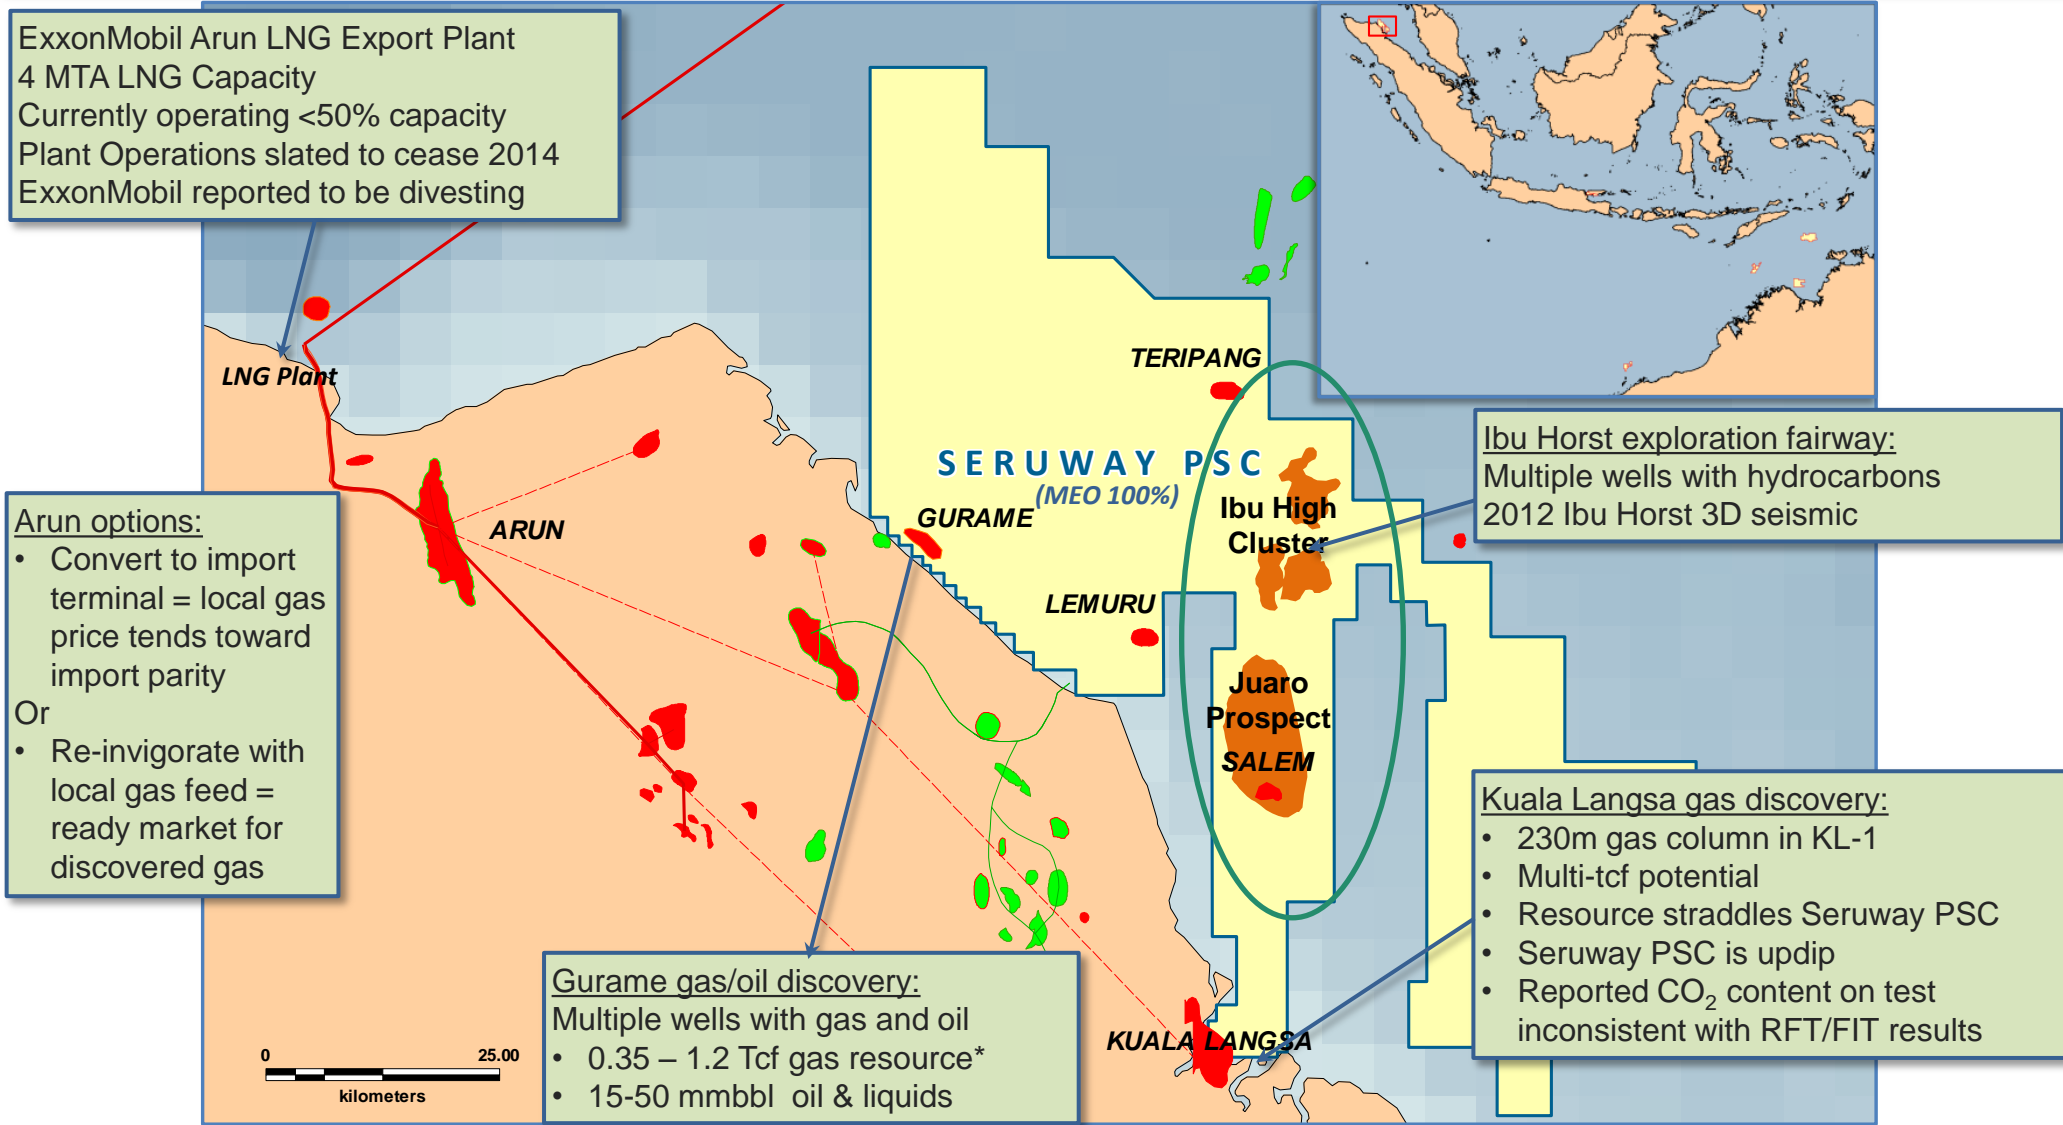 ExxonMobil Arun LNG Export Plant
4 MTA LNG Capacity
Currently operating <50% capacity
Plant Operations slated to cease 2014
ExxonMobil reported to be divesting
LNG Plant
ARUN
Arun options:
• Convert to import
terminal = local gas
price tends toward
import parity
Or
• Re-invigorate with
local gas feed =
ready market for
discovered gas
TERIPANG
SERUWAY PSC
(MEO 100%)
GURAME
Ibu High
Cluster
LEMURU
Juaro
Prospect
SALEM
Ibu Horst exploration fairway:
Multiple wells with hydrocarbons
2012 Ibu Horst 3D seismic
Kuala Langsa gas discovery:
• 230m gas column in KL-1
• Multi-tcf potential
• Resource straddles Seruway PSC
• Seruway PSC is updip
• Reported CO₂ content on test
inconsistent with RFT/FIT results
KUALA LANGSA
Gurame gas/oil discovery:
Multiple wells with gas and oil
• 0.35 – 1.2 Tcf gas resource*
• 15-50 mmbbl oil & liquids
0 25.00
kilometers